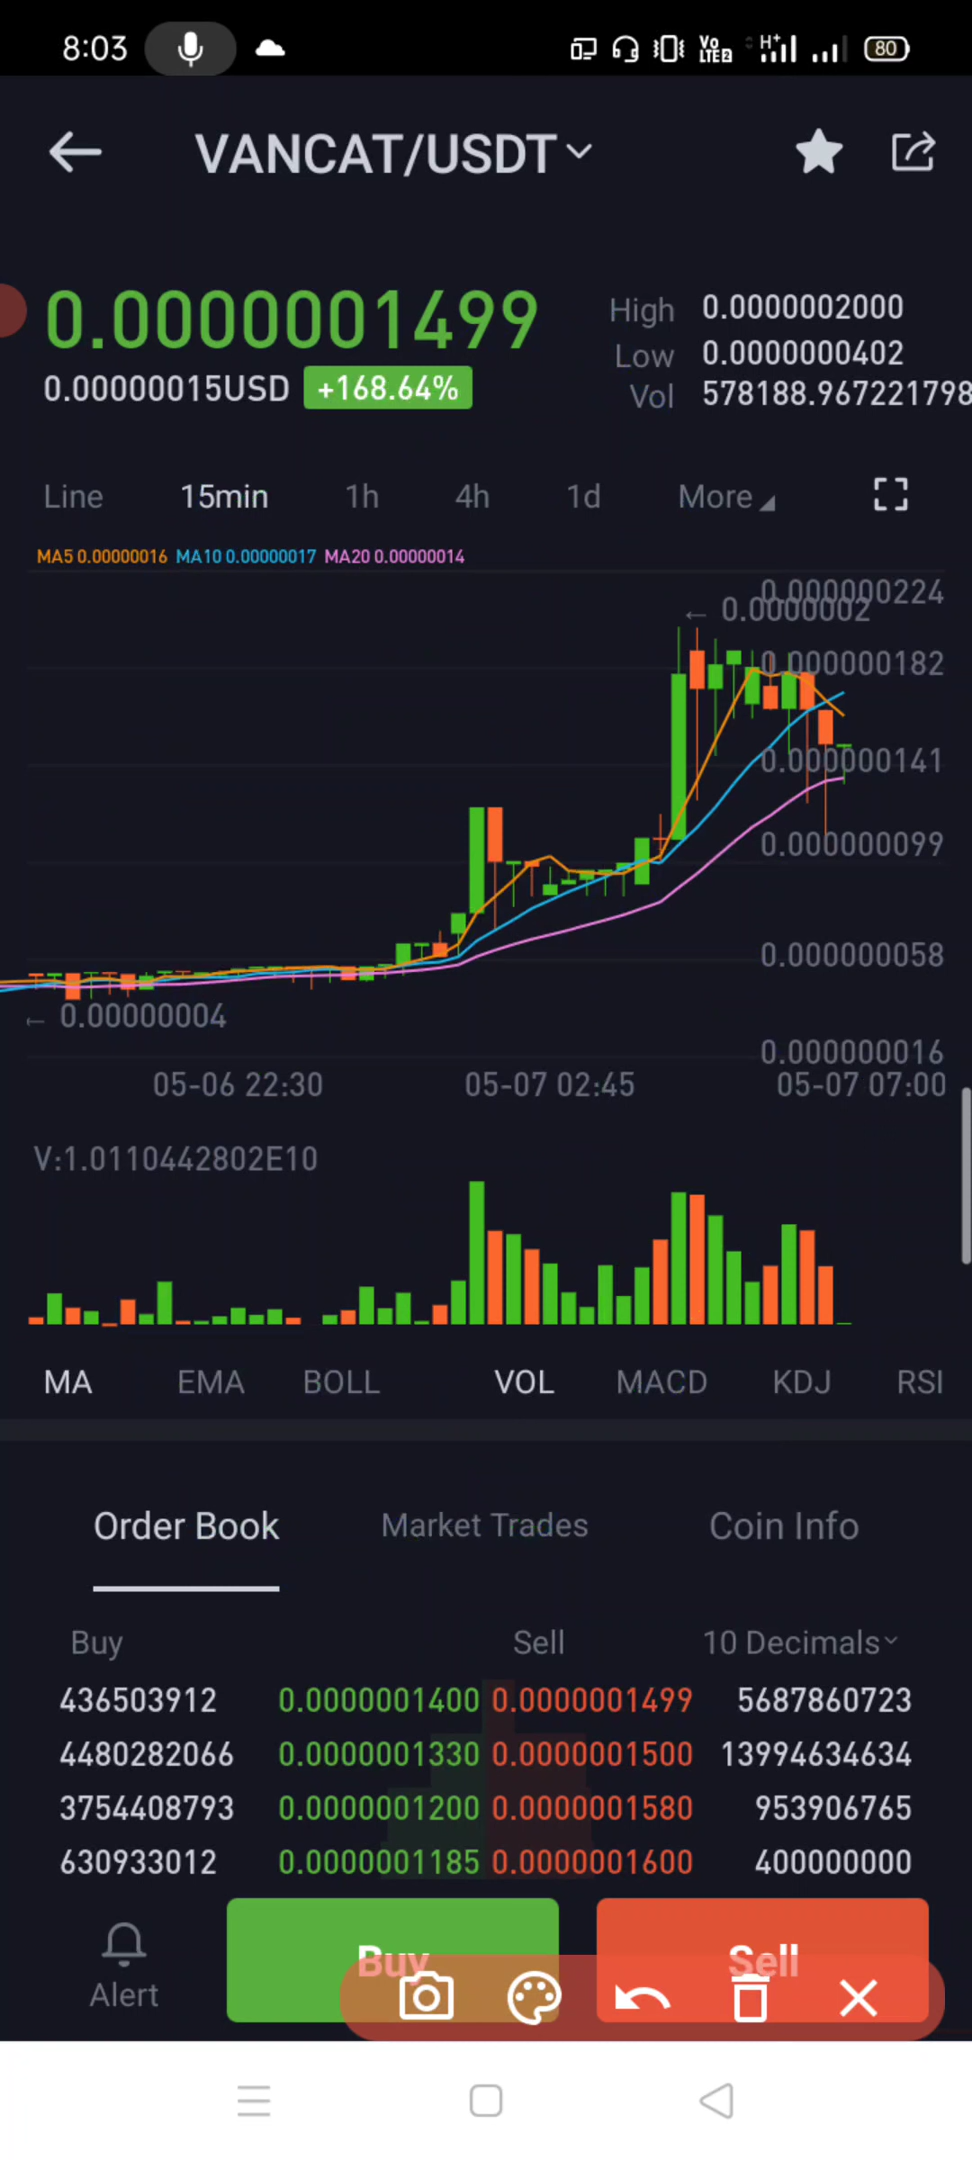 8:03 Vo LTE2 H+ 80
VANCAT/USDT
0.0000001499
0.00000015USD +168.64%
High 0.0000002000
Low 0.0000000402
Vol 578188.967221798
Line 15min 1h 4h 1d More
MA5 0.00000016 MA10 0.00000017 MA20 0.00000014
0.000000224
← 0.0000002
0.000000182
0.000000141
0.000000099
0.000000058
← 0.00000004
0.000000016
05-06 22:30 05-07 02:45 05-07 07:00
V:1.0110442802E10
MA EMA BOLL VOL MACD KDJ RSI
Order Book Market Trades Coin Info
Buy Sell 10 Decimals
436503912 0.0000001400 0.0000001499 5687860723
4480282066 0.0000001330 0.0000001500 13994634634
3754408793 0.0000001200 0.0000001580 953906765
630933012 0.0000001185 0.0000001600 400000000
Alert Buy Sell